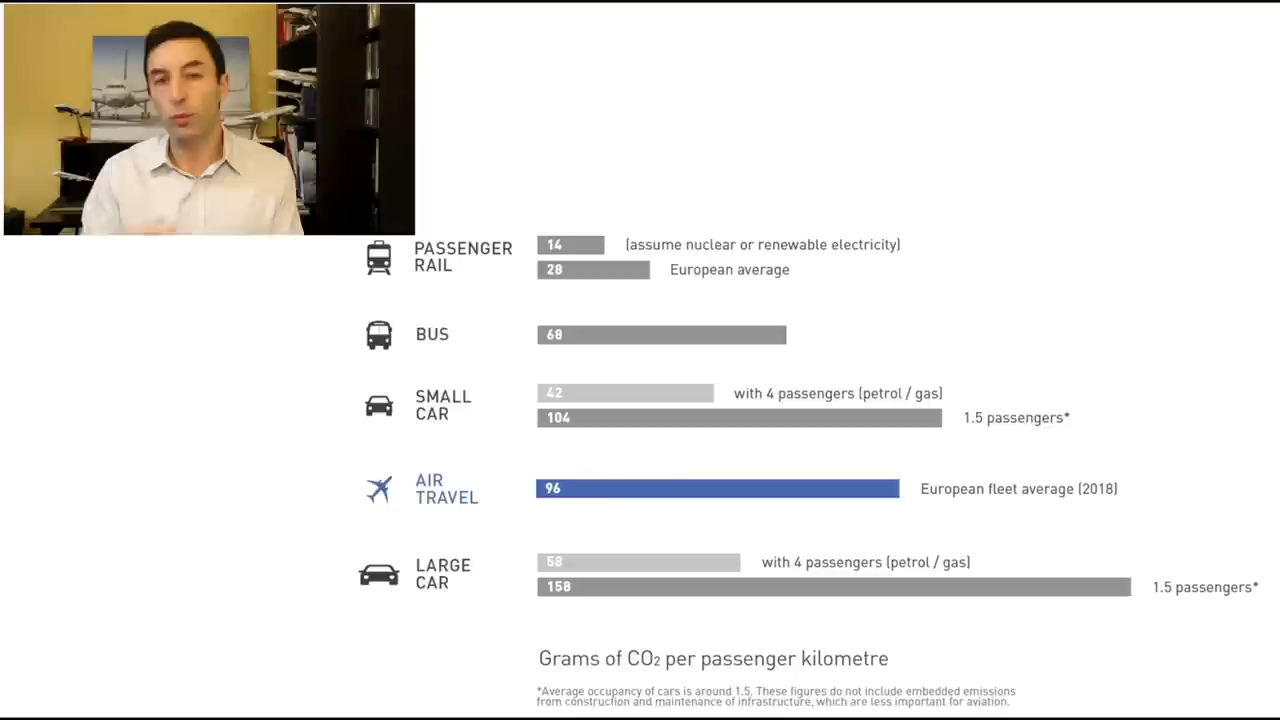 PASSENGER
RAIL
14
(assume nuclear or renewable electricity)
28
European average
BUS
68
SMALL
CAR
42
with 4 passengers (petrol / gas)
104
1.5 passengers*
AIR
TRAVEL
96
European fleet average (2018)
LARGE
CAR
58
with 4 passengers (petrol / gas)
158
1.5 passengers*
Grams of CO₂ per passenger kilometre
*Average occupancy of cars is around 1.5. These figures do not include embedded emissions
from construction and maintenance of infrastructure, which are less important for aviation.